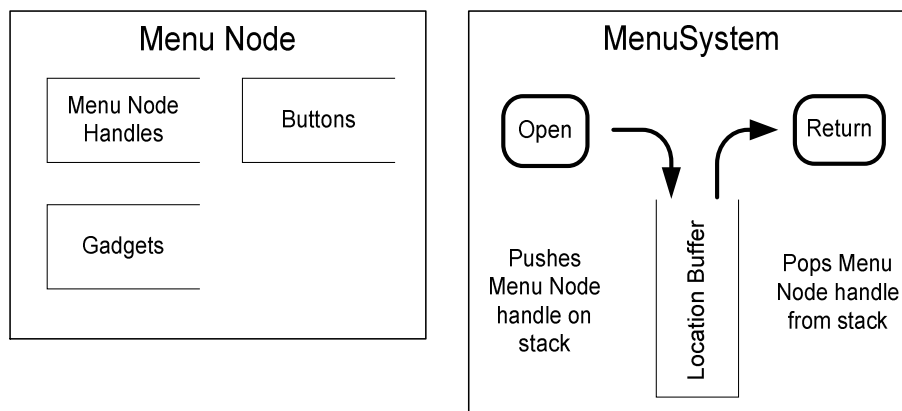 Menu Node
Menu Node
Handles
Buttons
Gadgets
MenuSystem
Open
Return
Location Buffer
Pushes
Menu Node
handle on
stack
Pops Menu
Node handle
from stack